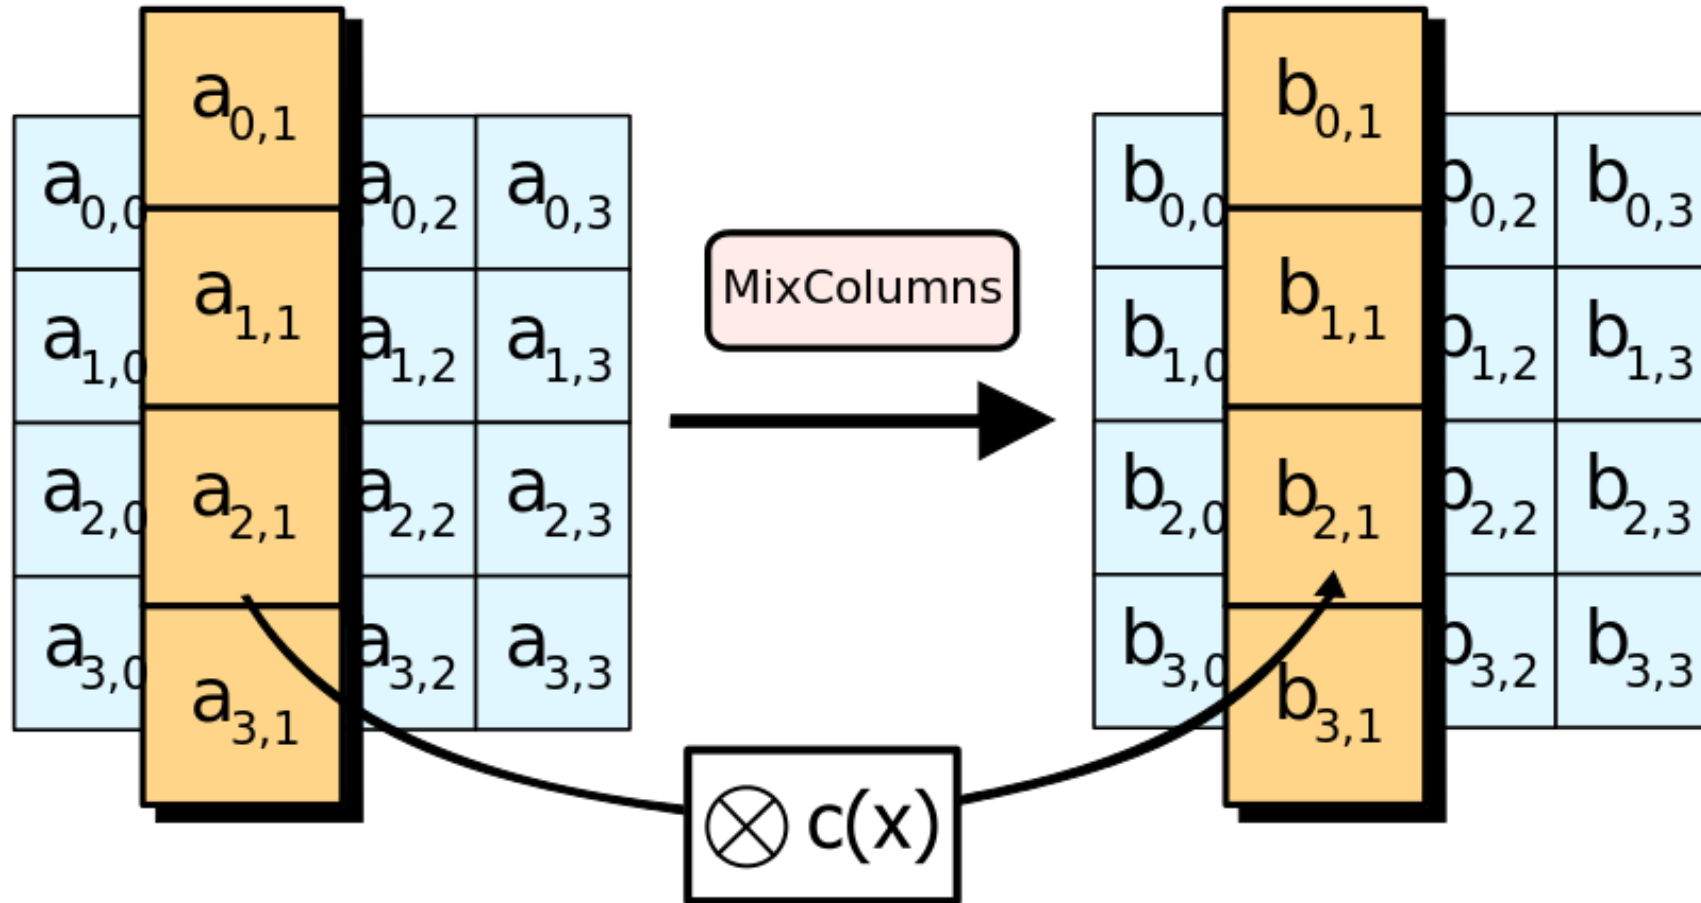 a0,1
b0,1
a0,0 a0,2 a0,3
b0,0 b0,2 b0,3
MixColumns
a1,1
b1,1
a1,0 a1,2 a1,3
b1,0 b1,2 b1,3
a2,1
b2,1
a2,0 a2,2 a2,3
b2,0 b2,2 b2,3
a3,0 a3,2 a3,3
b3,0 b3,2 b3,3
a3,1
b3,1
⊗ c(x)